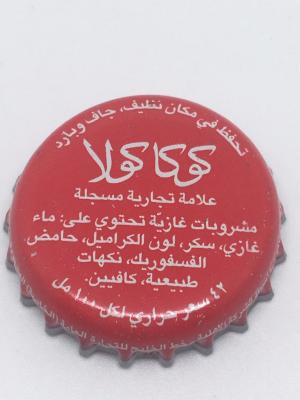 تحفظ في مكان نظيف، جاف وبارد
كوكاكولا
علامة تجارية مسجلة
مشروبات غازيّة تحتوي على: ماء
غازي، سكر، لون الكراميل، حامض
الفسفوريك، نكهات
طبيعية، كافيين.
٤٢ سعر حراري لكل ١٠٠ مل